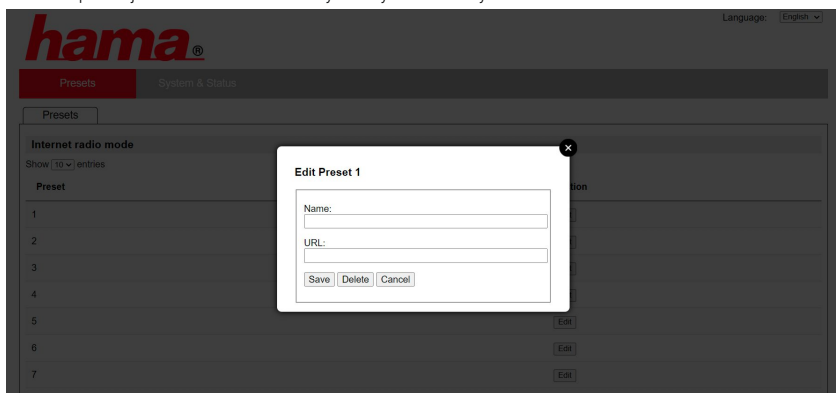 Language: English
hama®
Presets System & Status
Presets
Internet radio mode
Show 10 entries
Preset
Edit Preset 1
Name:
URL:
Save Delete Cancel
1
2
3
4
5 Edit
6 Edit
7 Edit